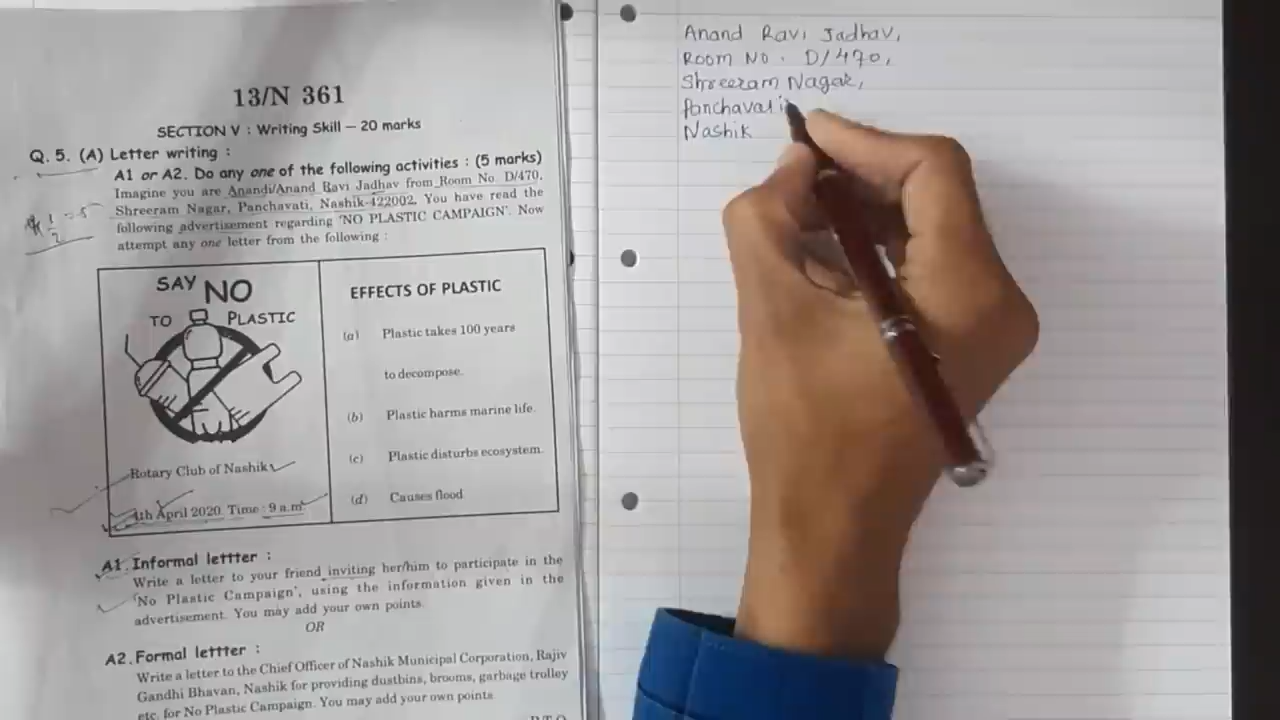 13/N 361
SECTION V : Writing Skill – 20 marks
Q. 5. (A) Letter writing :
A1 or A2. Do any one of the following activities : (5 marks)
Imagine you are Anandi/Anand Ravi Jadhav from Room No. D/470,
Shreeram Nagar, Panchavati, Nashik-422002. You have read the
following advertisement regarding 'NO PLASTIC CAMPAIGN'. Now
attempt any one letter from the following :
SAY NO
TO PLASTIC
Rotary Club of Nashik
4th April 2020. Time : 9 a.m.
EFFECTS OF PLASTIC
(a) Plastic takes 100 years
to decompose.
(b) Plastic harms marine life.
(c) Plastic disturbs ecosystem.
(d) Causes flood.
A1. Informal lettter :
Write a letter to your friend inviting her/him to participate in the
'No Plastic Campaign', using the information given in the
advertisement. You may add your own points.
OR
A2. Formal lettter :
Write a letter to the Chief Officer of Nashik Municipal Corporation, Rajiv
Gandhi Bhavan, Nashik for providing dustbins, brooms, garbage trolley
etc. for No Plastic Campaign. You may add your own points.
P.T.O.
Anand Ravi Jadhav,
Room No. D/470,
Shreeram Nagar,
Panchavati
Nashik